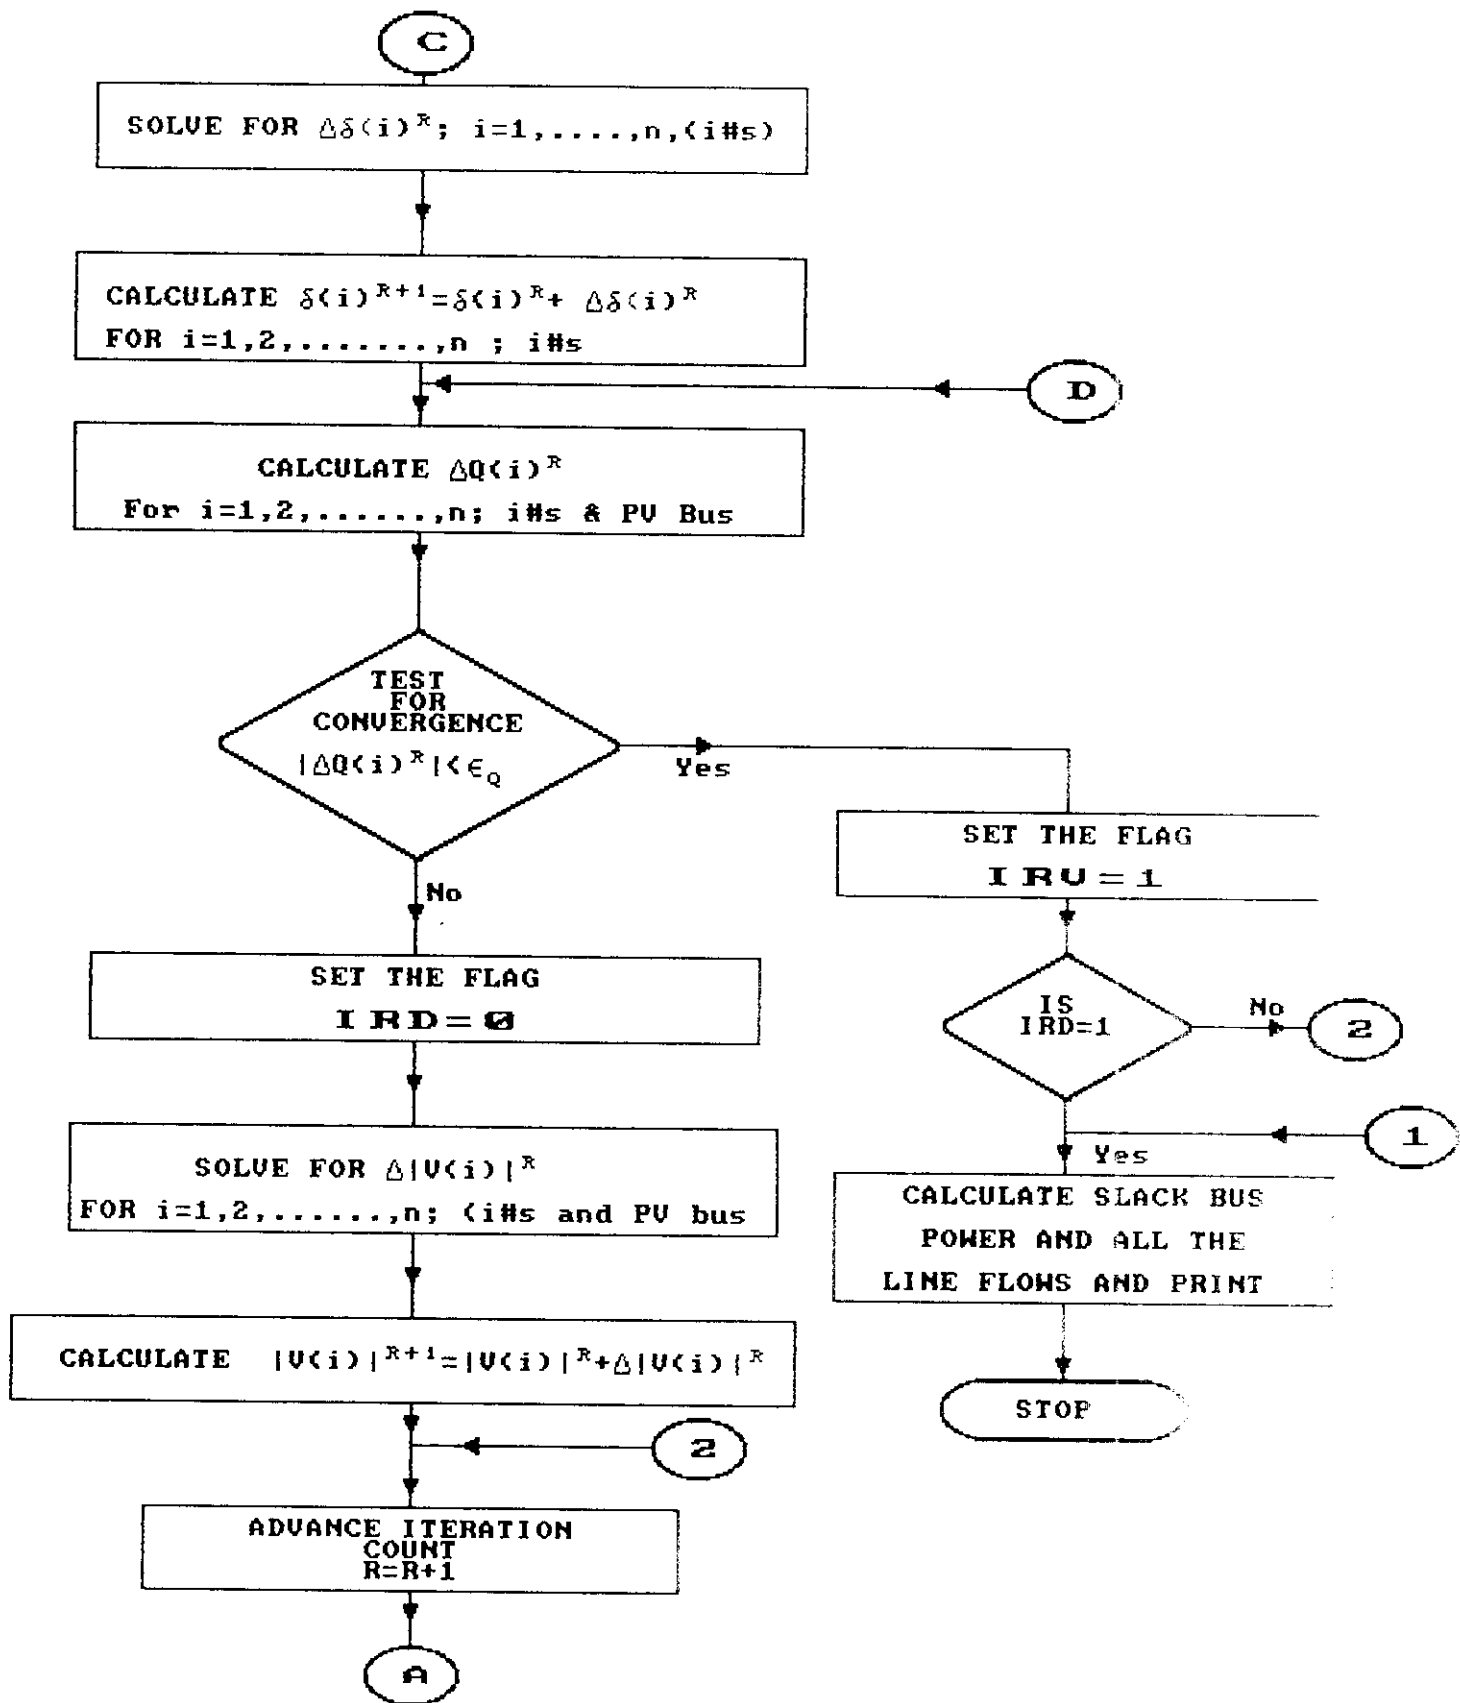 C
SOLVE FOR Δδ(i)ᴿ; i=1,....,n,(i#s)
CALCULATE δ(i)ᴿ⁺¹=δ(i)ᴿ+ Δδ(i)ᴿ
FOR i=1,2,.......,n ; i#s
D
CALCULATE ΔQ(i)ᴿ
For i=1,2,......,n; i#s & PV Bus
TEST
FOR
CONVERGENCE
|ΔQ(i)ᴿ|<∈Q
Yes
No
SET THE FLAG
IRV=1
SET THE FLAG
IRD=0
IS
IRD=1
No
2
1
Yes
SOLVE FOR Δ|V(i)|ᴿ
FOR i=1,2,......,n; (i#s and PV bus
CALCULATE SLACK BUS
POWER AND ALL THE
LINE FLOWS AND PRINT
CALCULATE |V(i)|ᴿ⁺¹=|V(i)|ᴿ+Δ|V(i)|ᴿ
STOP
2
ADVANCE ITERATION
COUNT
R=R+1
A